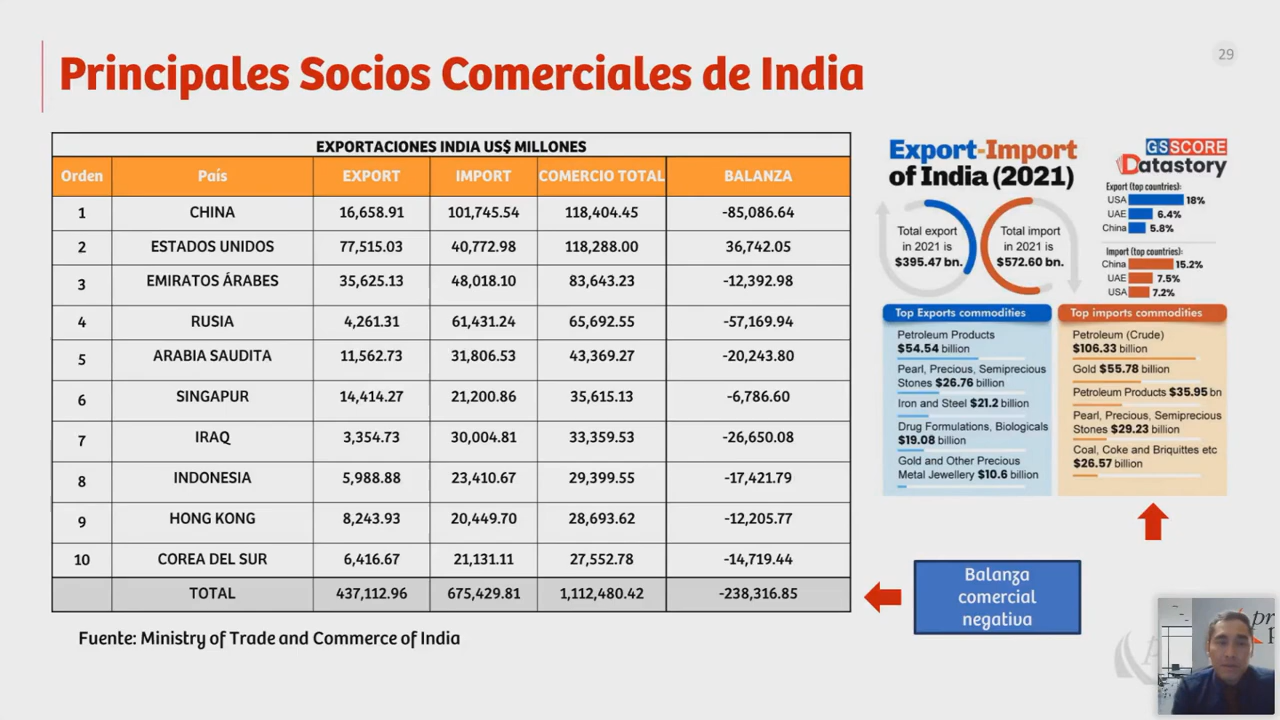 Principales Socios Comerciales de India
29
EXPORTACIONES INDIA US$ MILLONES
Orden País EXPORT IMPORT COMERCIO TOTAL BALANZA
1 CHINA 16,658.91 101,745.54 118,404.45 -85,086.64
2 ESTADOS UNIDOS 77,515.03 40,772.98 118,288.00 36,742.05
3 EMIRATOS ÁRABES 35,625.13 48,018.10 83,643.23 -12,392.98
4 RUSIA 4,261.31 61,431.24 65,692.55 -57,169.94
5 ARABIA SAUDITA 11,562.73 31,806.53 43,369.27 -20,243.80
6 SINGAPUR 14,414.27 21,200.86 35,615.13 -6,786.60
7 IRAQ 3,354.73 30,004.81 33,359.53 -26,650.08
8 INDONESIA 5,988.88 23,410.67 29,399.55 -17,421.79
9 HONG KONG 8,243.93 20,449.70 28,693.62 -12,205.77
10 COREA DEL SUR 6,416.67 21,131.11 27,552.78 -14,719.44
TOTAL 437,112.96 675,429.81 1,112,480.42 -238,316.85
Fuente: Ministry of Trade and Commerce of India
Export-Import
of India (2021)
GSSCORE
Datastory
Total export
in 2021 is
$395.47 bn.
Total import
in 2021 is
$572.60 bn.
Export (top countries):
USA 18%
UAE 6.4%
China 5.8%
Import (top countries):
China 15.2%
UAE 7.5%
USA 7.2%
Top Exports commodities
Petroleum Products
$54.54 billion
Pearl, Precious, Semiprecious
Stones $26.76 billion
Iron and Steel $21.2 billion
Drug Formulations, Biologicals
$19.08 billion
Gold and Other Precious
Metal Jewellery $10.6 billion
Top imports commodities
Petroleum (Crude)
$106.33 billion
Gold $55.78 billion
Petroleum Products $35.95 bn
Pearl, Precious, Semiprecious
Stones $29.23 billion
Coal, Coke and Briquittes etc
$26.57 billion
Balanza
comercial
negativa